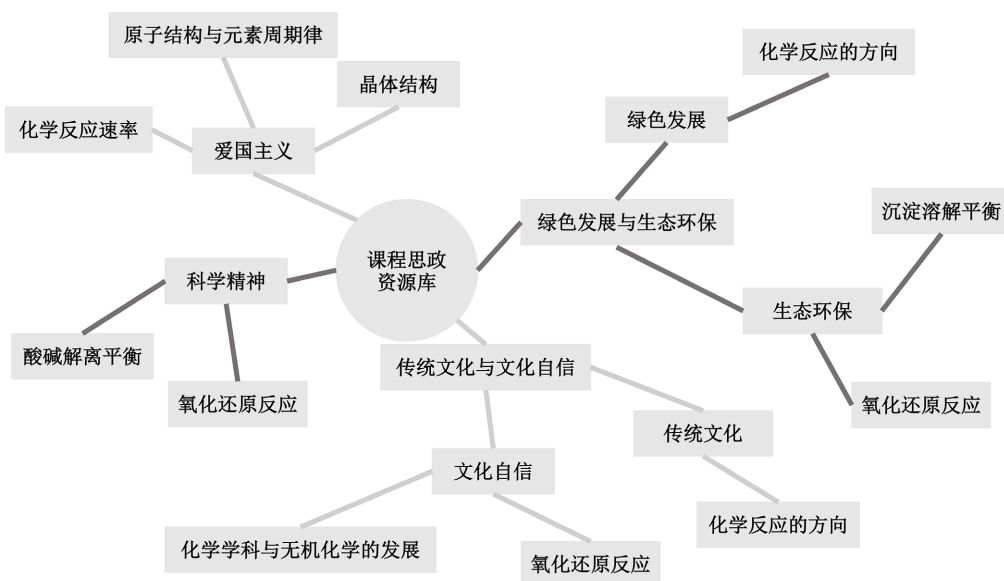 原子结构与元素周期律
化学反应的方向
晶体结构
绿色发展
化学反应速率
爱国主义
沉淀溶解平衡
绿色发展与生态环保
课程思政
资源库
科学精神
生态环保
酸碱解离平衡
传统文化与文化自信
氧化还原反应
氧化还原反应
传统文化
文化自信
化学反应的方向
化学学科与无机化学的发展
氧化还原反应